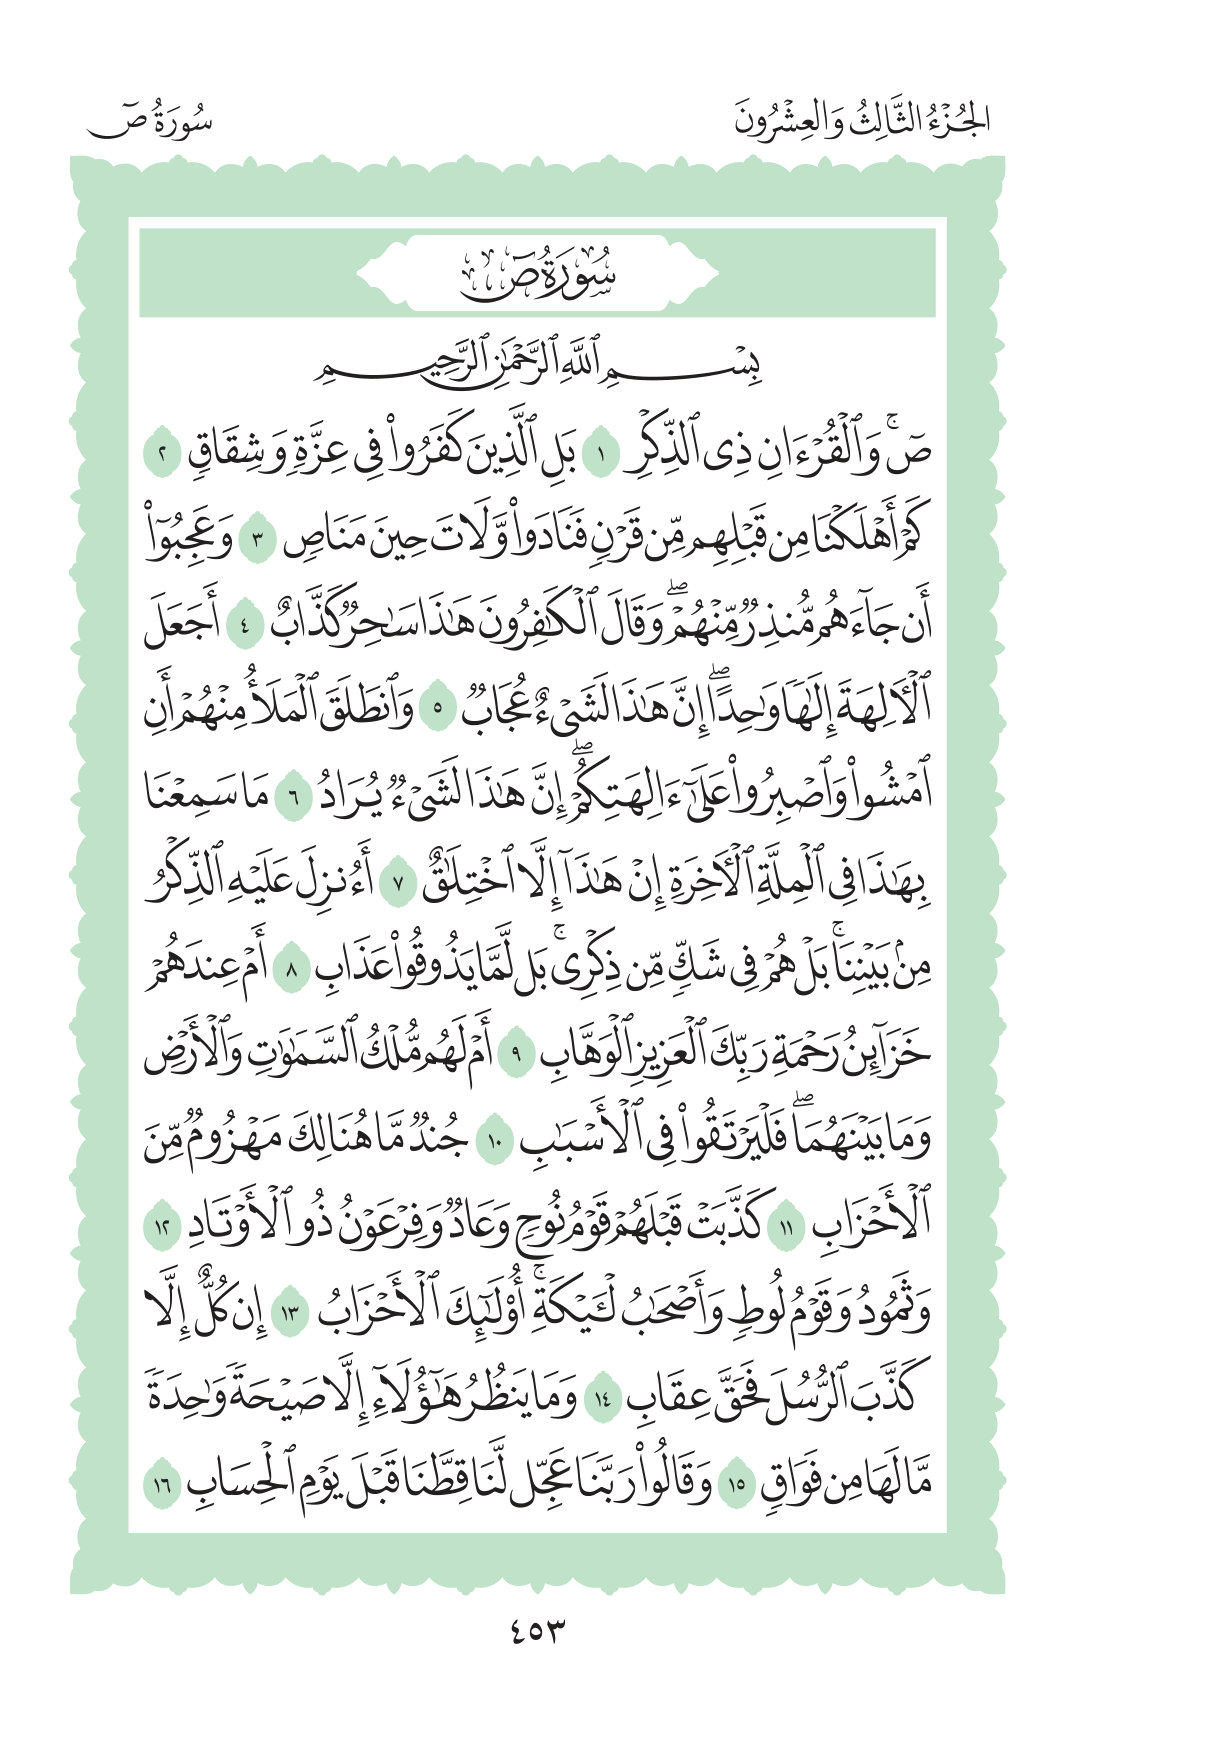 الجُزْءُ الثَّالِثُ وَالعِشْرُونَ
سُورَةُ صٓ
سُورَةُ صٓ
بِسْمِ ٱللَّهِ ٱلرَّحْمَٰنِ ٱلرَّحِيمِ
صٓۚ وَٱلْقُرْءَانِ ذِى ٱلذِّكْرِ ١ بَلِ ٱلَّذِينَ كَفَرُوا۟ فِى عِزَّةٍ وَشِقَاقٍ ٢
كَمْ أَهْلَكْنَا مِن قَبْلِهِم مِّن قَرْنٍ فَنَادَوا۟ وَّلَاتَ حِينَ مَنَاصٍ ٣ وَعَجِبُوٓا۟
أَن جَآءَهُم مُّنذِرٌ مِّنْهُمْۖ وَقَالَ ٱلْكَٰفِرُونَ هَٰذَا سَٰحِرٌ كَذَّابٌ ٤ أَجَعَلَ
ٱلْءَالِهَةَ إِلَٰهًا وَٰحِدًاۖ إِنَّ هَٰذَا لَشَىْءٌ عُجَابٌ ٥ وَٱنطَلَقَ ٱلْمَلَأُ مِنْهُمْ أَنِ
ٱمْشُوا۟ وَٱصْبِرُوا۟ عَلَىٰٓ ءَالِهَتِكُمْۖ إِنَّ هَٰذَا لَشَىْءٌ يُرَادُ ٦ مَا سَمِعْنَا
بِهَٰذَا فِى ٱلْمِلَّةِ ٱلْءَاخِرَةِ إِنْ هَٰذَآ إِلَّا ٱخْتِلَٰقٌ ٧ أَءُنزِلَ عَلَيْهِ ٱلذِّكْرُ
مِنۢ بَيْنِنَاۚ بَلْ هُمْ فِى شَكٍّ مِّن ذِكْرِىۚ بَل لَّمَّا يَذُوقُوا۟ عَذَابِ ٨ أَمْ عِندَهُمْ
خَزَآئِنُ رَحْمَةِ رَبِّكَ ٱلْعَزِيزِ ٱلْوَهَّابِ ٩ أَمْ لَهُم مُّلْكُ ٱلسَّمَٰوَٰتِ وَٱلْأَرْضِ
وَمَا بَيْنَهُمَاۖ فَلْيَرْتَقُوا۟ فِى ٱلْأَسْبَٰبِ ١٠ جُندٌ مَّا هُنَالِكَ مَهْزُومٌ مِّنَ
ٱلْأَحْزَابِ ١١ كَذَّبَتْ قَبْلَهُمْ قَوْمُ نُوحٍ وَعَادٌ وَفِرْعَوْنُ ذُو ٱلْأَوْتَادِ ١٢
وَثَمُودُ وَقَوْمُ لُوطٍ وَأَصْحَٰبُ لْـَٔيْكَةِۚ أُو۟لَٰٓئِكَ ٱلْأَحْزَابُ ١٣ إِن كُلٌّ إِلَّا
كَذَّبَ ٱلرُّسُلَ فَحَقَّ عِقَابِ ١٤ وَمَا يَنظُرُ هَٰٓؤُلَآءِ إِلَّا صَيْحَةً وَٰحِدَةً
مَّا لَهَا مِن فَوَاقٍ ١٥ وَقَالُوا۟ رَبَّنَا عَجِّل لَّنَا قِطَّنَا قَبْلَ يَوْمِ ٱلْحِسَابِ ١٦
٤٥٣